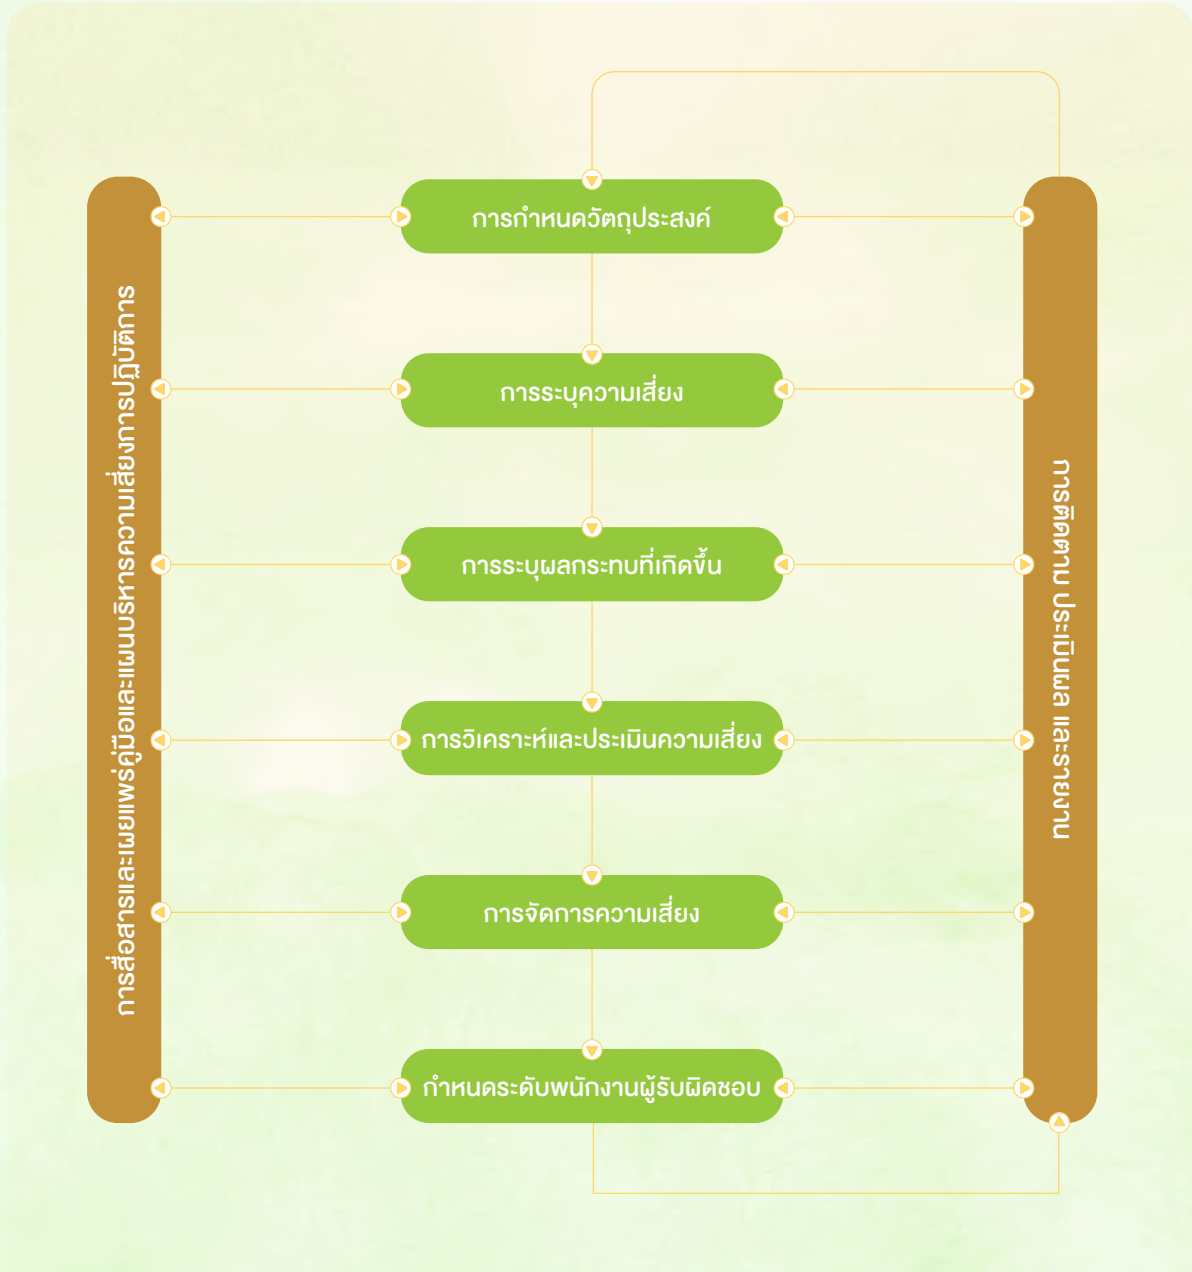 การสื่อสารและเผยแพร่คู่มือและแผนบริหารความเสี่ยงการปฏิบัติการ
การกำหนดวัตถุประสงค์
การระบุความเสี่ยง
การระบุผลกระทบที่เกิดขึ้น
การวิเคราะห์และประเมินความเสี่ยง
การจัดการความเสี่ยง
กำหนดระดับพนักงานผู้รับผิดชอบ
การติดตาม ประเมินผล และรายงาน